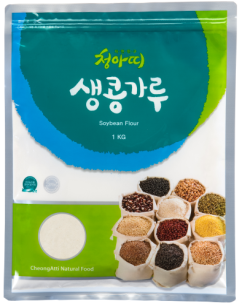 청아띠
생콩가루
Soybean Flour
1 KG
CheongAtti Natural Food